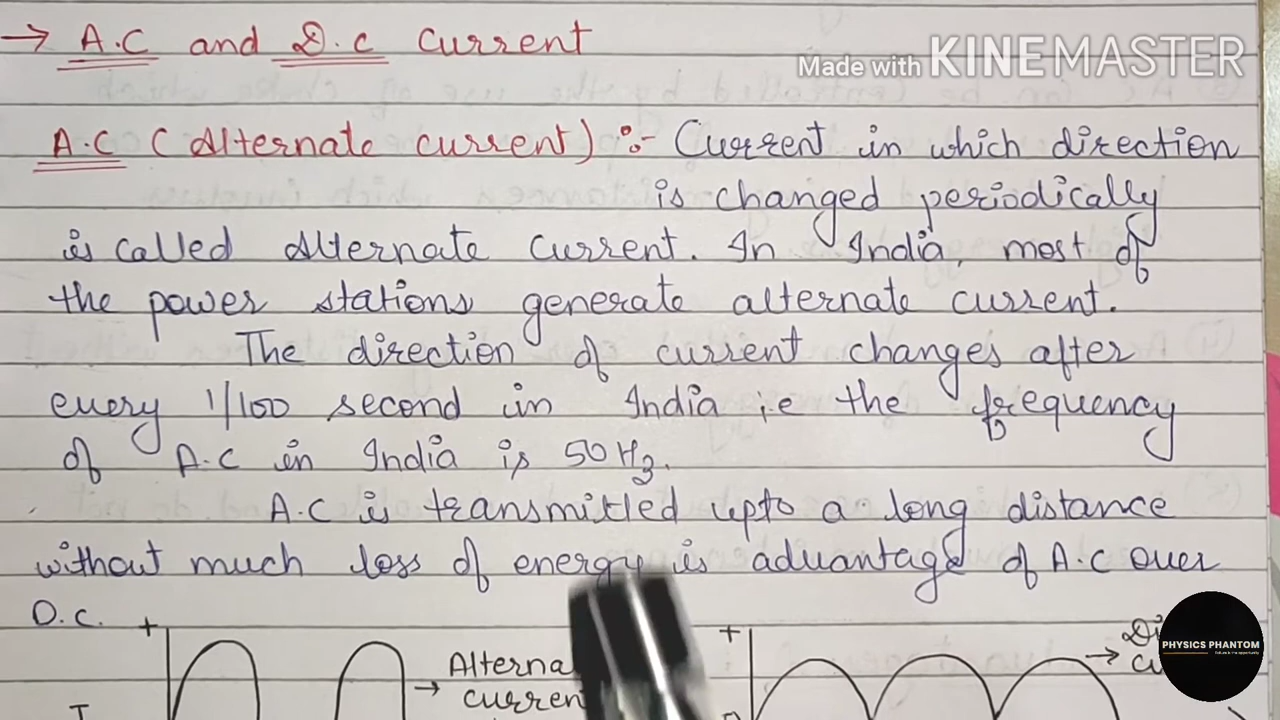 → A.C and D.C current
Made with KINEMASTER
A.C (Alternate current) :- Current in which direction
is changed periodically
is called Alternate current. In India, most of
the power stations generate alternate current.
The direction of current changes after
every 1/100 second in India i.e the frequency
of A.C in India is 50 Hz.
A.C is transmitted upto a long distance
without much loss of energy is advantage of A.C over
D.C.
+
→ Alterna
current
+
→ Di
cu
I
PHYSICS PHANTOM